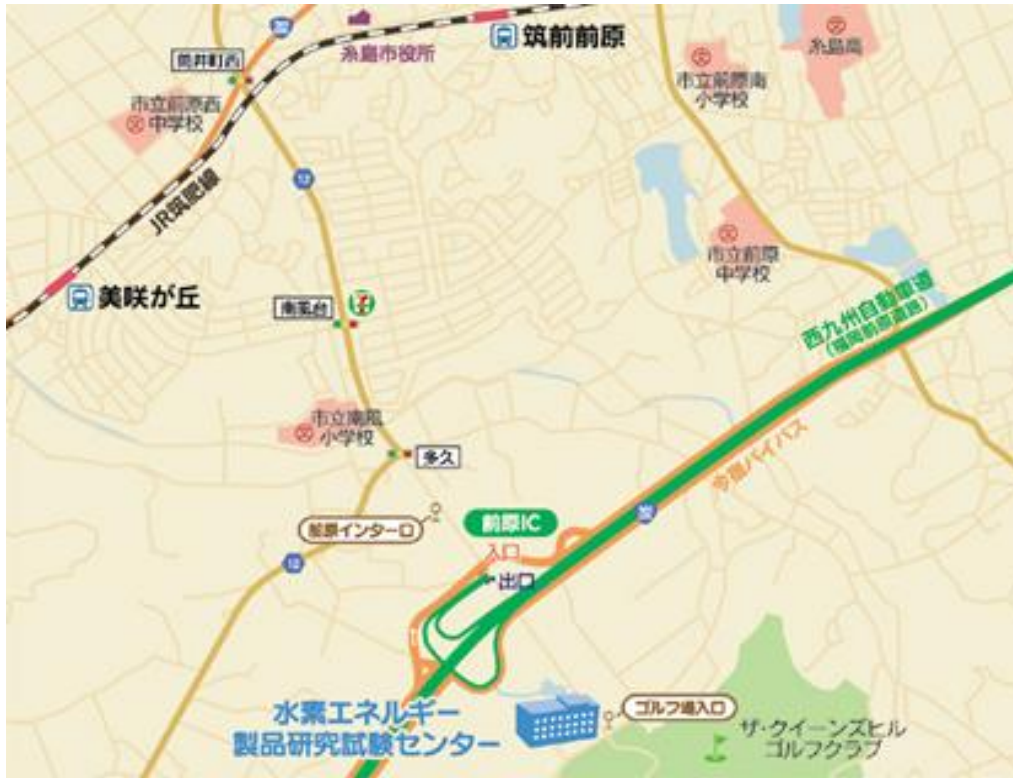 筑前前原
糸島市役所
糸島高
筒井町西
市立前原西
中学校
市立前原南
小学校
12
JR筑肥線
美咲が丘
市立前原
中学校
南風台
西九州自動車道
(福岡前原道路)
市立南風
小学校
多久
今宿バイパス
前原インター口
前原IC
入口
出口
12
水素エネルギー
製品研究試験センター
ゴルフ場入口
ザ・クイーンズヒル
ゴルフクラブ